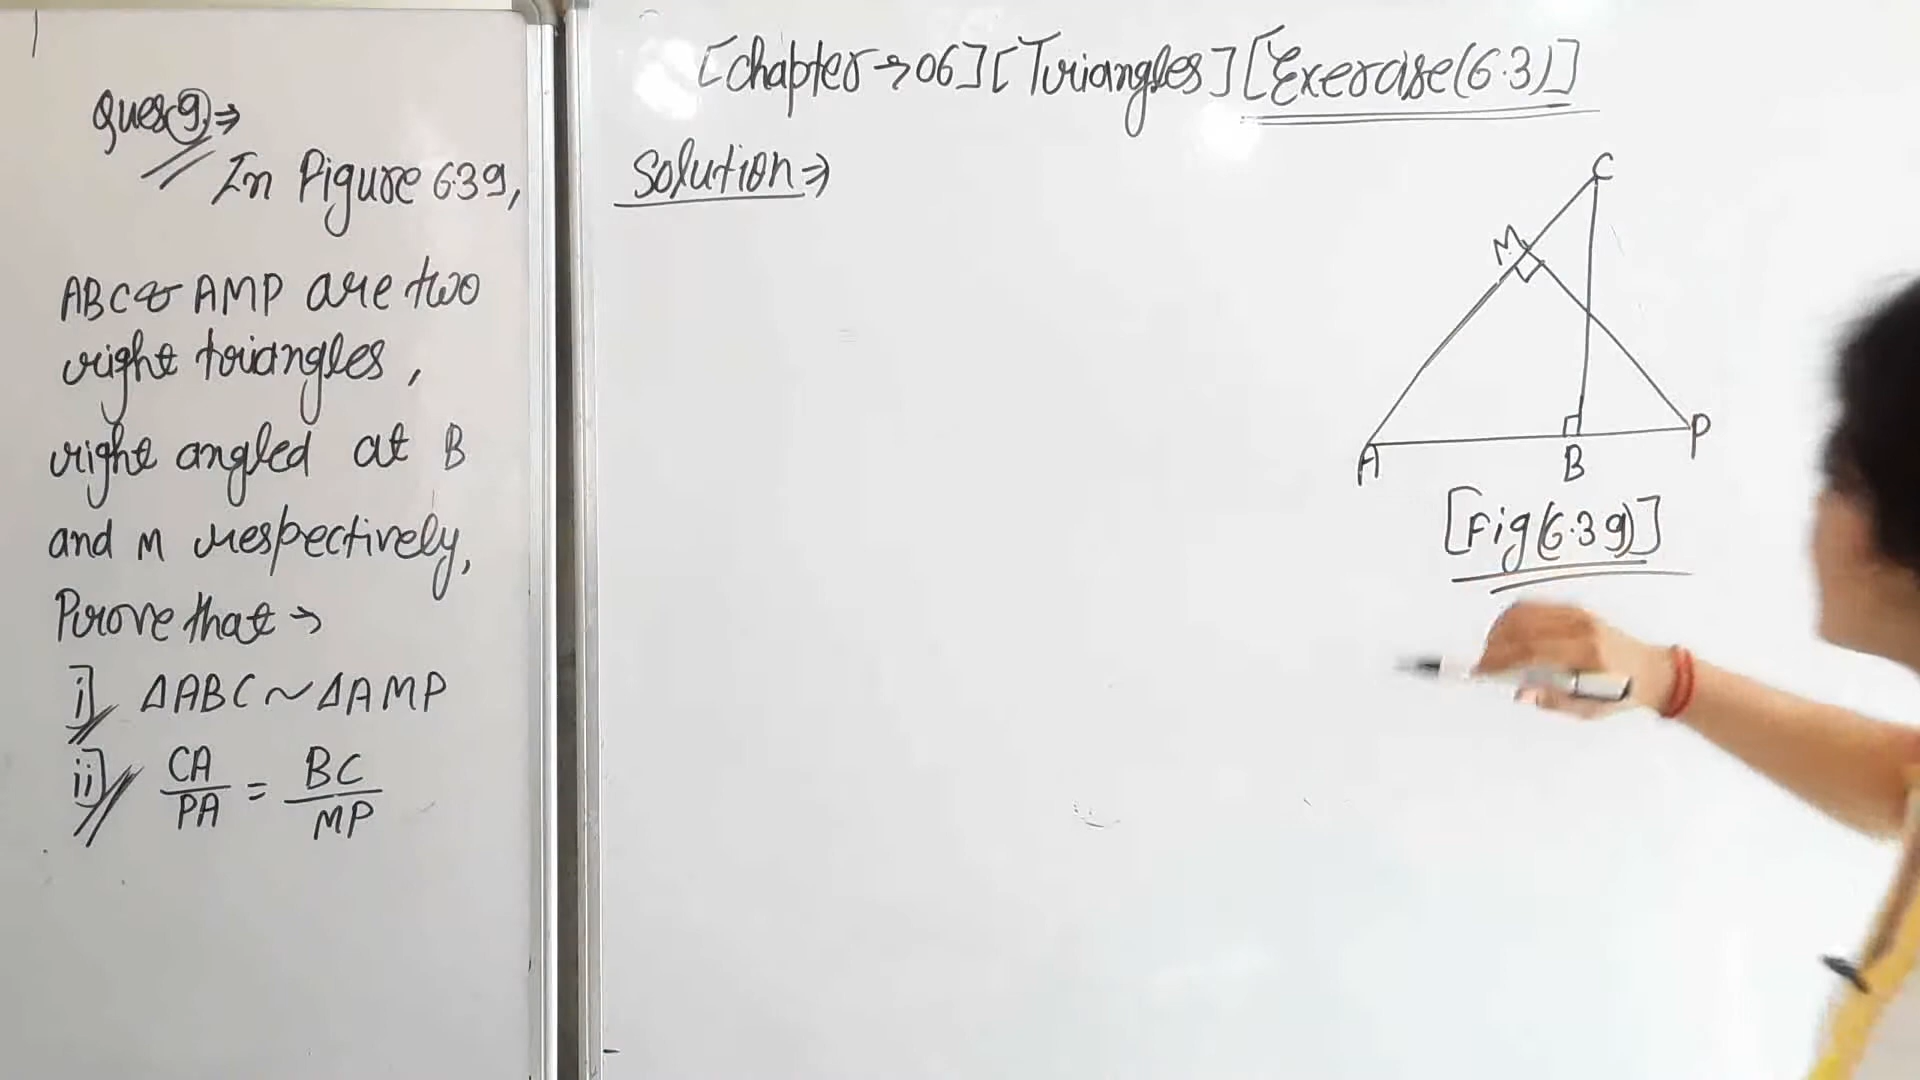 Ques 9. ⇒
In Figure 6.39,
ABC & AMP are two
right triangles,
right angled at B
and M respectively,
Prove that →
i] ΔABC ~ ΔAMP
ii] CA/PA = BC/MP
[Chapter → 06] [Triangles] [Exercise (6.3)]
Solution ⇒
C
M
A
B
P
[Fig (6.39)]